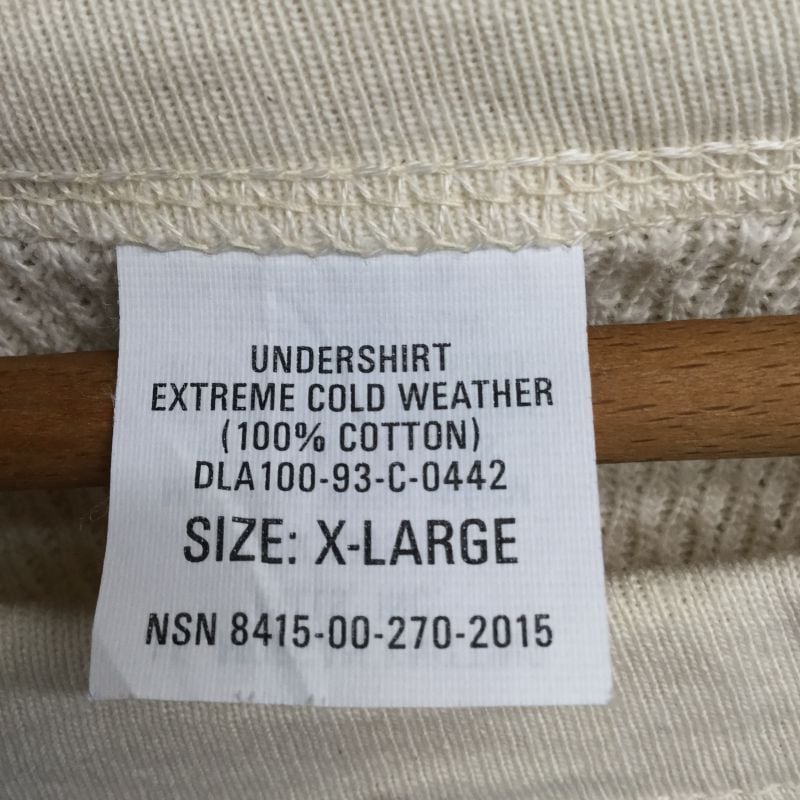 UNDERSHIRT
EXTREME COLD WEATHER
(100% COTTON)
DLA100-93-C-0442
SIZE: X-LARGE
NSN 8415-00-270-2015